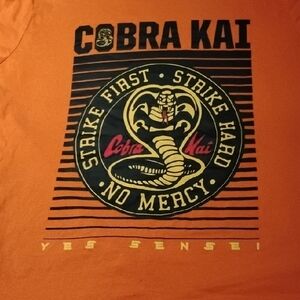 COBRA KAI
STRIKE FIRST • STRIKE HARD
• NO MERCY •
Cobra Kai
YES SENSEI